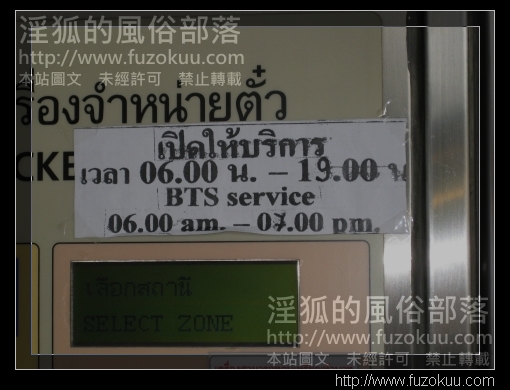 淫狐的風俗部落
http://www.fuzokuu.com
本站圖文 未經許可 禁止轉載
รื่องจำหน่ายตั๋ว
CKE
เปิดให้บริการ
เวลา 06.00 น. – 19.00 น
BTS service
06.00 am. – 07.00 pm.
เลือกสถานี
SELECT ZONE
淫狐的風俗部落
http://www.fuzokuu.com
本站圖文 未經許可 禁止轉載
http://www.fuzokuu.com